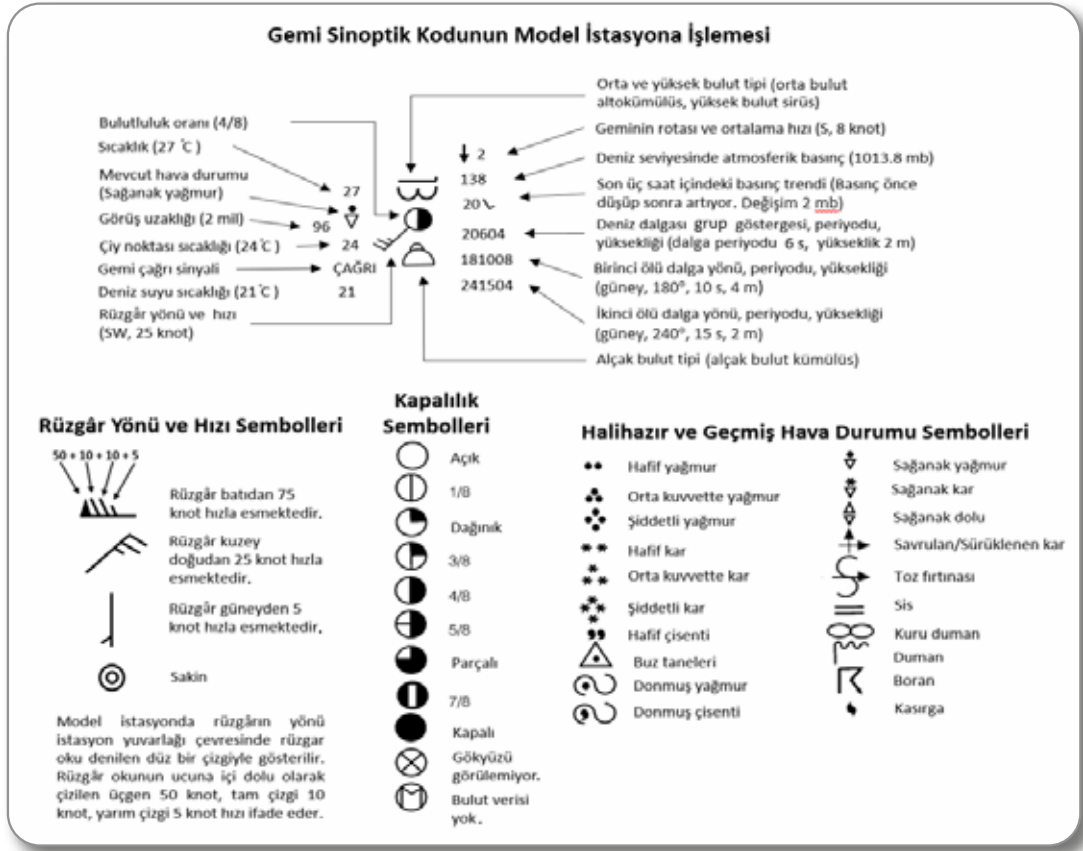 Gemi Sinoptik Kodunun Model İstasyona İşlemesi
Bulutluluk oranı (4/8)
Sıcaklık (27 ℃ )
Mevcut hava durumu
(Sağanak yağmur)
Görüş uzaklığı (2 mil)
Çiy noktası sıcaklığı (24℃ )
Gemi çağrı sinyali
Deniz suyu sıcaklığı (21℃ )
Rüzgâr yönü ve hızı
(SW, 25 knot)
27
96
24
ÇAĞRI
21
2
138
20
20604
181008
241504
Orta ve yüksek bulut tipi (orta bulut
altokümülüs, yüksek bulut sirüs)
Geminin rotası ve ortalama hızı (S, 8 knot)
Deniz seviyesinde atmosferik basınç (1013.8 mb)
Son üç saat içindeki basınç trendi (Basınç önce
düşüp sonra artıyor. Değişim 2 mb)
Deniz dalgası grup göstergesi, periyodu,
yüksekliği (dalga periyodu 6 s, yükseklik 2 m)
Birinci ölü dalga yönü, periyodu, yüksekliği
(güney, 180°, 10 s, 4 m)
İkinci ölü dalga yönü, periyodu, yüksekliği
(güney, 240°, 15 s, 2 m)
Alçak bulut tipi (alçak bulut kümülüs)
Rüzgâr Yönü ve Hızı Sembolleri
50 + 10 + 10 + 5
Rüzgâr batıdan 75
knot hızla esmektedir.
Rüzgâr kuzey
doğudan 25 knot hızla
esmektedir.
Rüzgâr güneyden 5
knot hızla esmektedir.
Sakin
Model istasyonda rüzgârın yönü
istasyon yuvarlağı çevresinde rüzgar
oku denilen düz bir çizgiyle gösterilir.
Rüzgâr okunun ucuna içi dolu olarak
çizilen üçgen 50 knot, tam çizgi 10
knot, yarım çizgi 5 knot hızı ifade eder.
Kapalılık
Sembolleri
Açık
1/8
Dağınık
3/8
4/8
5/8
Parçalı
7/8
Kapalı
Gökyüzü
görülemiyor.
Bulut verisi
yok.
Halihazır ve Geçmiş Hava Durumu Sembolleri
Hafif yağmur
Orta kuvvette yağmur
Şiddetli yağmur
Hafif kar
Orta kuvvette kar
Şiddetli kar
Hafif çisenti
Buz taneleri
Donmuş yağmur
Donmuş çisenti
Sağanak yağmur
Sağanak kar
Sağanak dolu
Savrulan/Sürüklenen kar
Toz fırtınası
Sis
Kuru duman
Duman
Boran
Kasırga